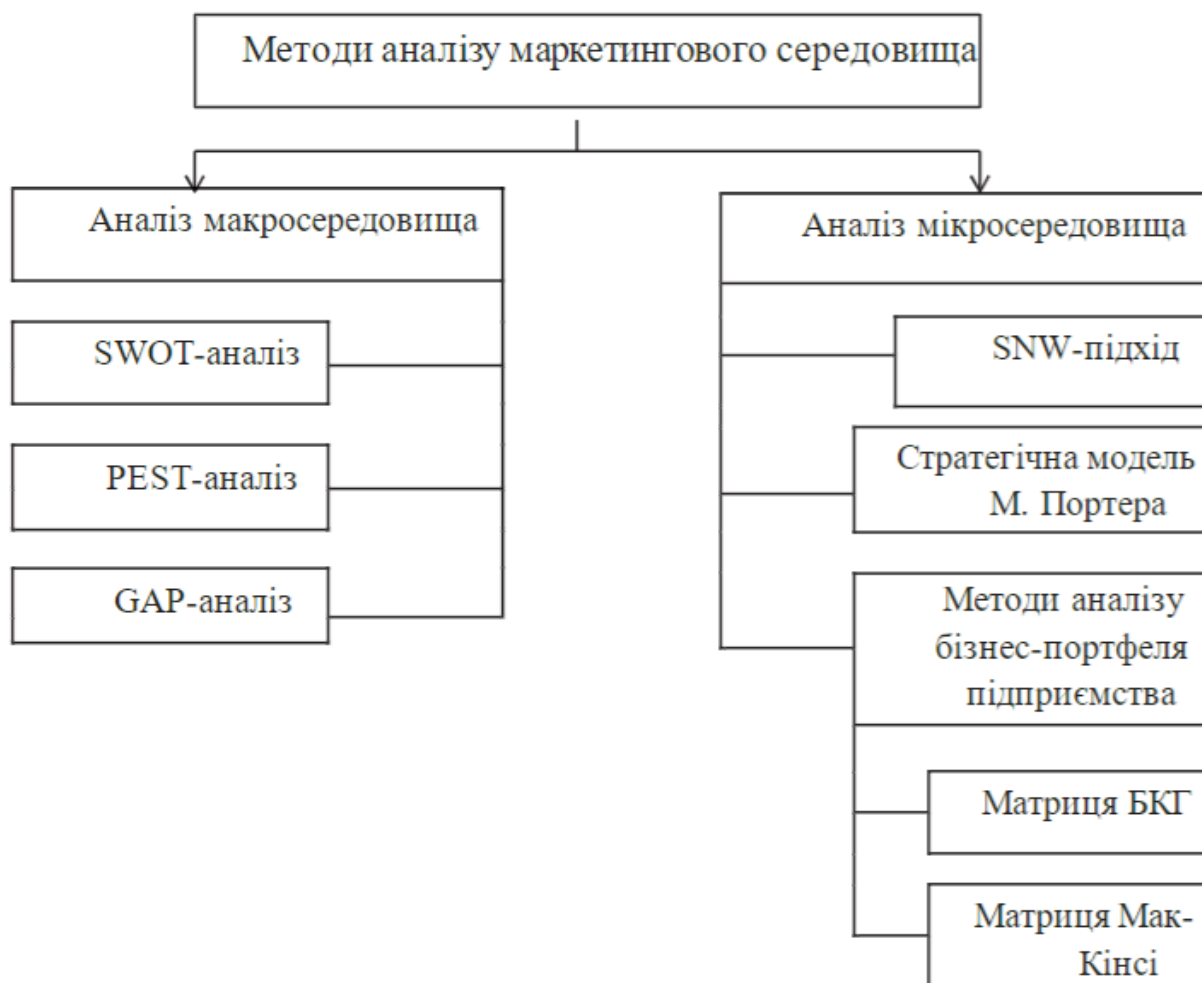 Методи аналізу маркетингового середовища
Аналіз макросередовища
SWOT-аналіз
PEST-аналіз
GAP-аналіз
Аналіз мікросередовища
SNW-підхід
Стратегічна модель
М. Портера
Методи аналізу
бізнес-портфеля
підприємства
Матриця БКГ
Матриця Мак-
Кінсі